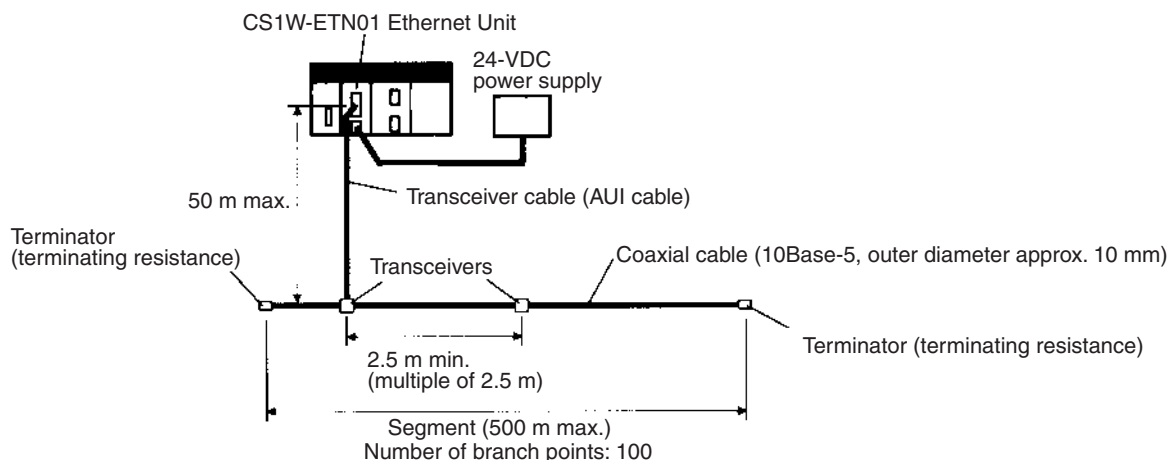 CS1W-ETN01 Ethernet Unit
24-VDC
power supply
50 m max.
Transceiver cable (AUI cable)
Terminator
(terminating resistance)
Transceivers
Coaxial cable (10Base-5, outer diameter approx. 10 mm)
2.5 m min.
(multiple of 2.5 m)
Terminator (terminating resistance)
Segment (500 m max.)
Number of branch points: 100